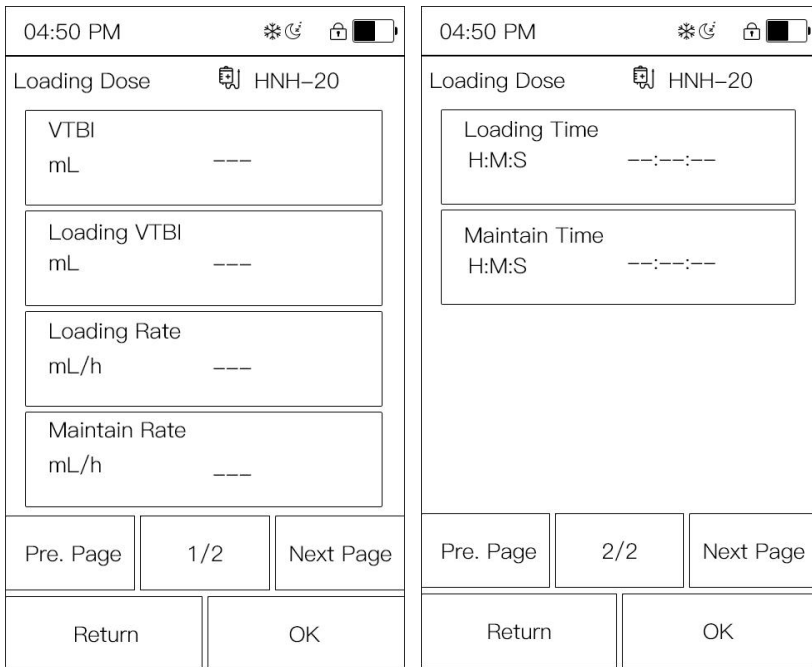 04:50 PM
Loading Dose HNH-20
VTBI
mL ---
Loading VTBI
mL ---
Loading Rate
mL/h ---
Maintain Rate
mL/h ---
Pre. Page 1/2 Next Page
Return OK
04:50 PM
Loading Dose HNH-20
Loading Time
H:M:S --:--:--
Maintain Time
H:M:S --:--:--
Pre. Page 2/2 Next Page
Return OK